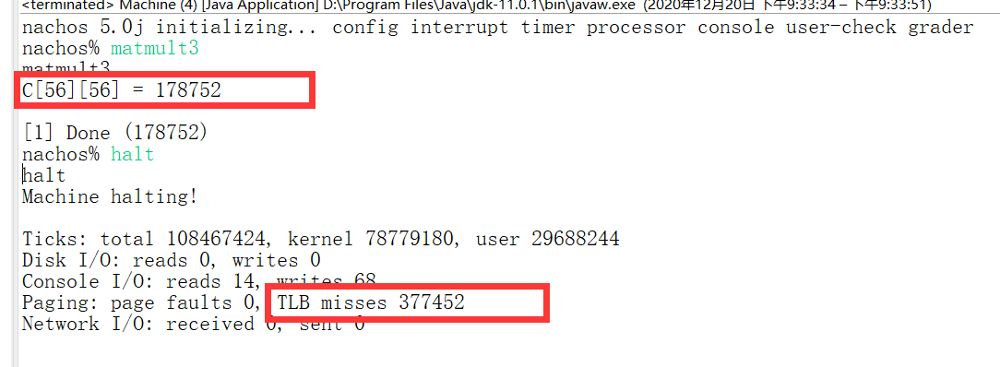 <terminated> Machine (4) [Java Application] D:\Program Files\Java\jdk-11.0.1\bin\javaw.exe (2020年12月20日 下午9:33:34 – 下午9:33:51)
nachos 5.0j initializing... config interrupt timer processor console user-check grader
nachos% matmult3
matmult3
C[56][56] = 178752
[1] Done (178752)
nachos% halt
halt
Machine halting!
Ticks: total 108467424, kernel 78779180, user 29688244
Disk I/O: reads 0, writes 0
Console I/O: reads 14, writes 68
Paging: page faults 0, TLB misses 377452
Network I/O: received 0, sent 0